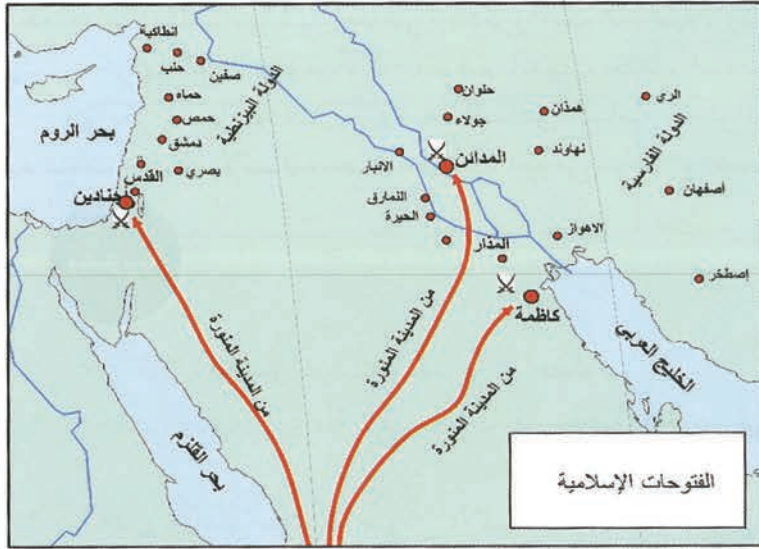 انطاكية
حنب
صفين
حماه
حمص
دمشق
بصري
القدس
أجنادين
بحر الروم
الدولة البيزنطية
حلوان
جولاء
المدائن
الانبار
النمارق
الحيرة
المذار
كاظمة
همذان
نهاوند
الاهواز
الري
الدولة الفارسية
أصفهان
إصطخر
الخليج العربي
بحر القلزم
من المدينة المنورة
من المدينة المنورة
من المدينة المنورة
الفتوحات الإسلامية